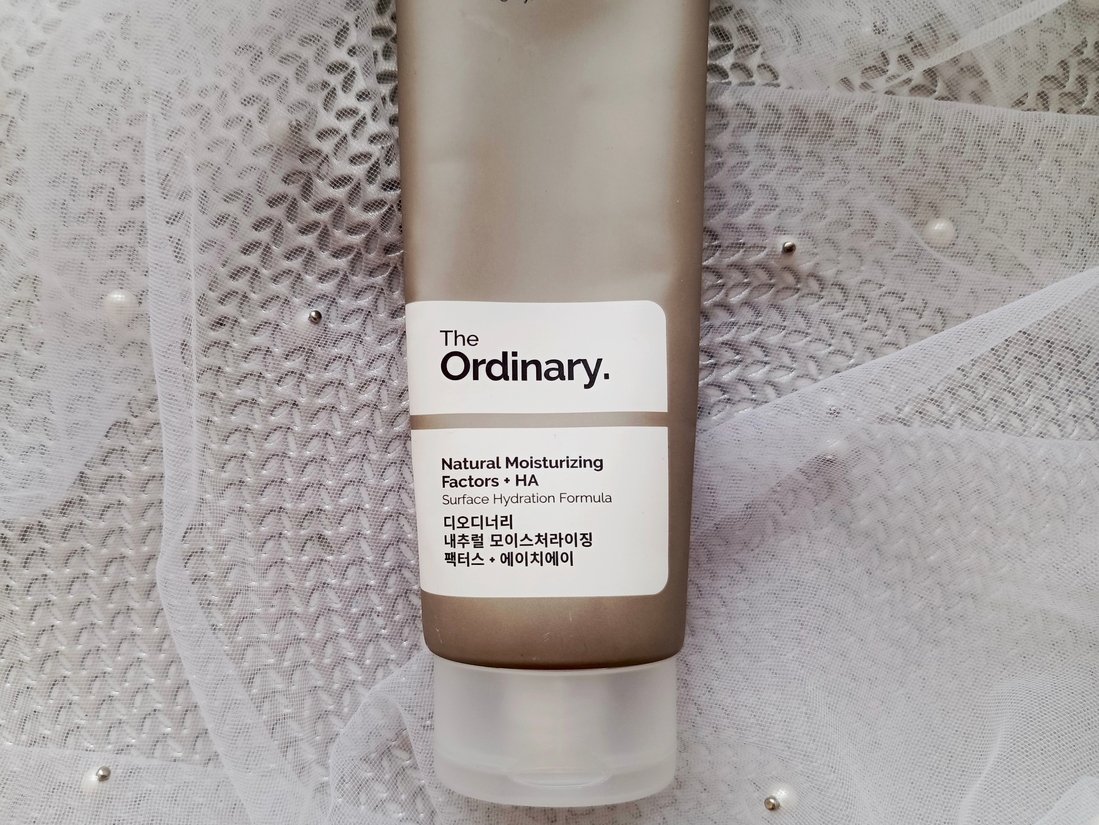 The
Ordinary.
Natural Moisturizing
Factors + HA
Surface Hydration Formula
디오디너리
내추럴 모이스처라이징
팩터스 + 에이치에이